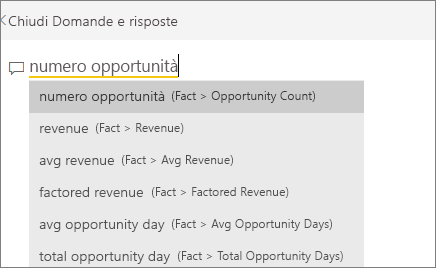 Chiudi Domande e risposte
numero opportunità
numero opportunità (Fact > Opportunity Count)
revenue (Fact > Revenue)
avg revenue (Fact > Avg Revenue)
factored revenue (Fact > Factored Revenue)
avg opportunity day (Fact > Avg Opportunity Days)
total opportunity day (Fact > Total Opportunity Days)